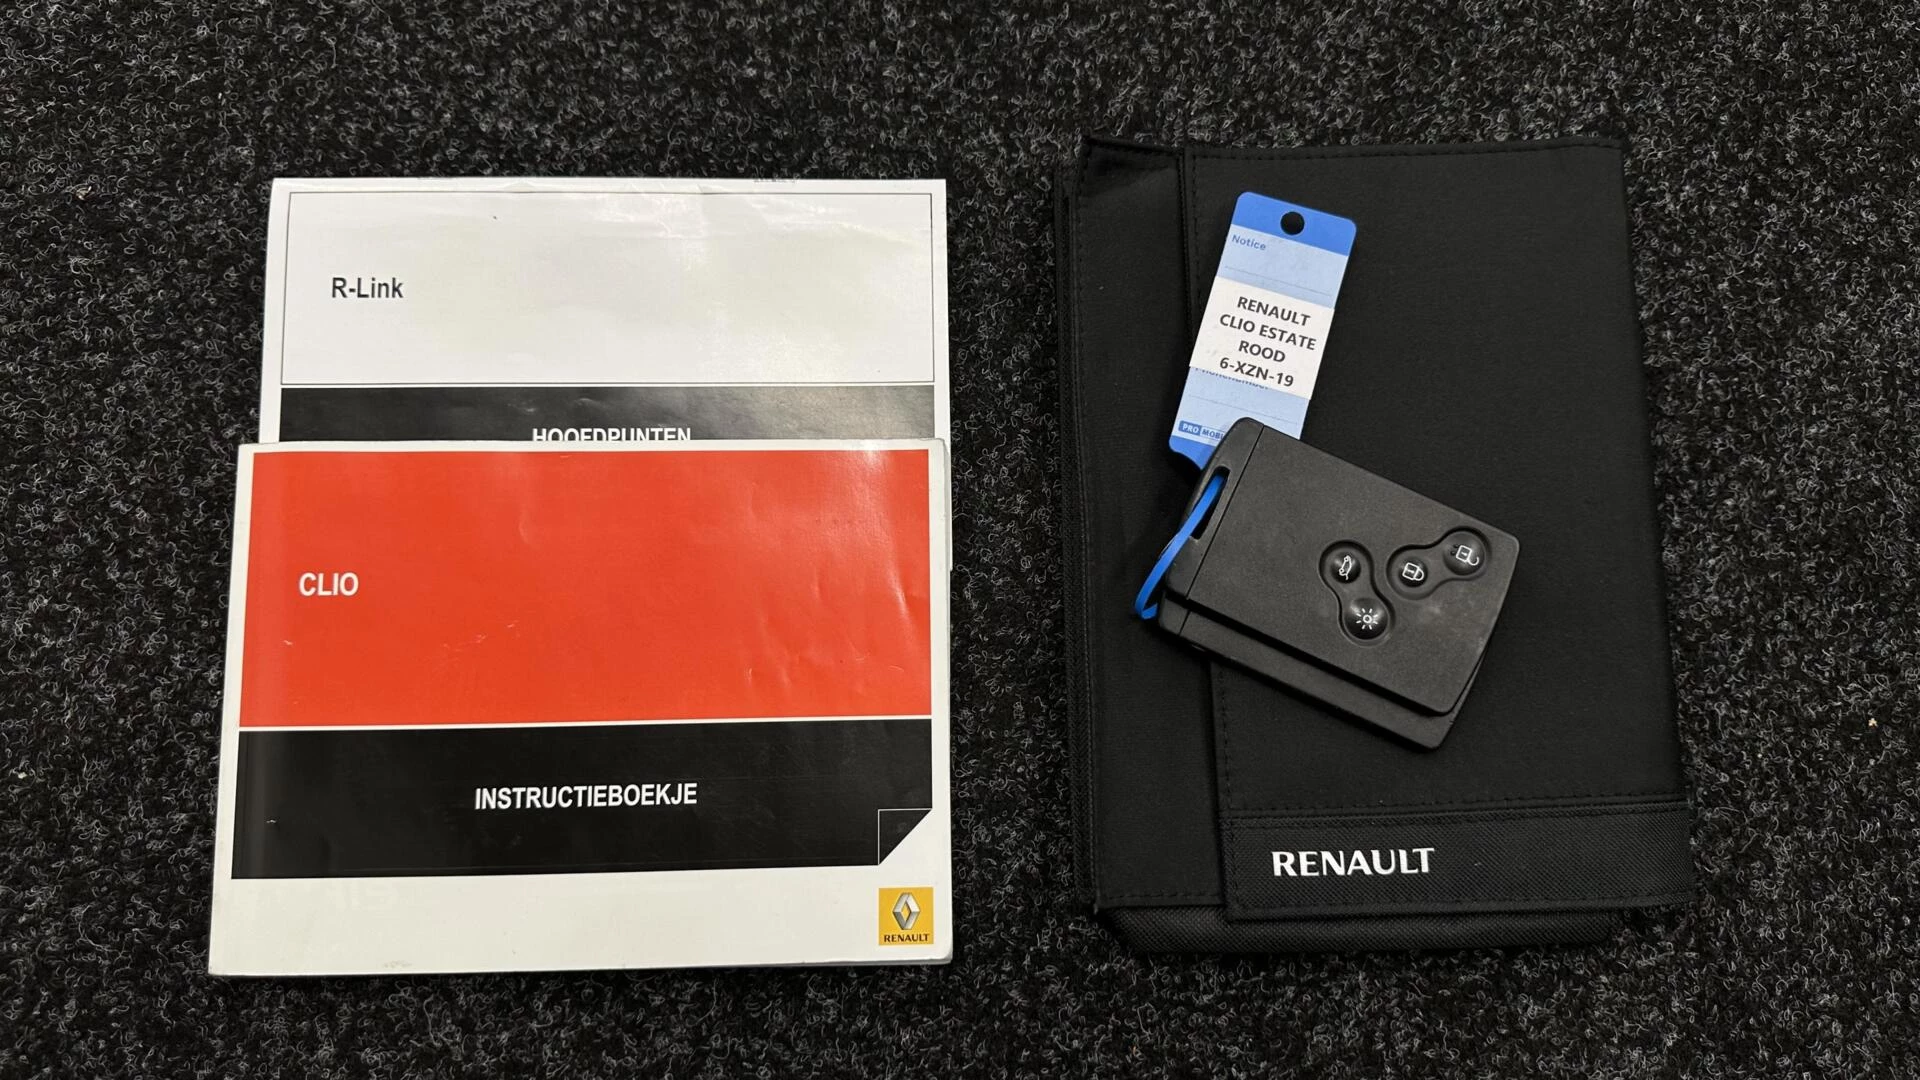 R-Link
HOOFDPUNTEN
CLIO
INSTRUCTIEBOEKJE
RENAULT
Notice
RENAULT
CLIO ESTATE
ROOD
6-XZN-19
PRO
RENAULT